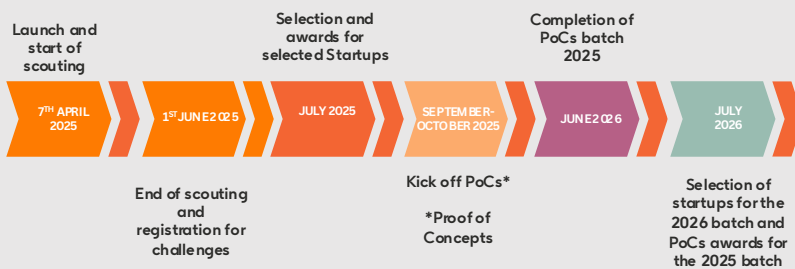 Launch and
start of
scouting
7TH APRIL
2025
1ST JUNE 2025
End of scouting
and
registration for
challenges
Selection and
awards for
selected Startups
JULY 2025
SEPTEMBER-
OCTOBER 2025
Kick off PoCs*
*Proof of
Concepts
Completion of
PoCs batch
2025
JUNE 2026
JULY
2026
Selection of
startups for the
2026 batch and
PoCs awards for
the 2025 batch